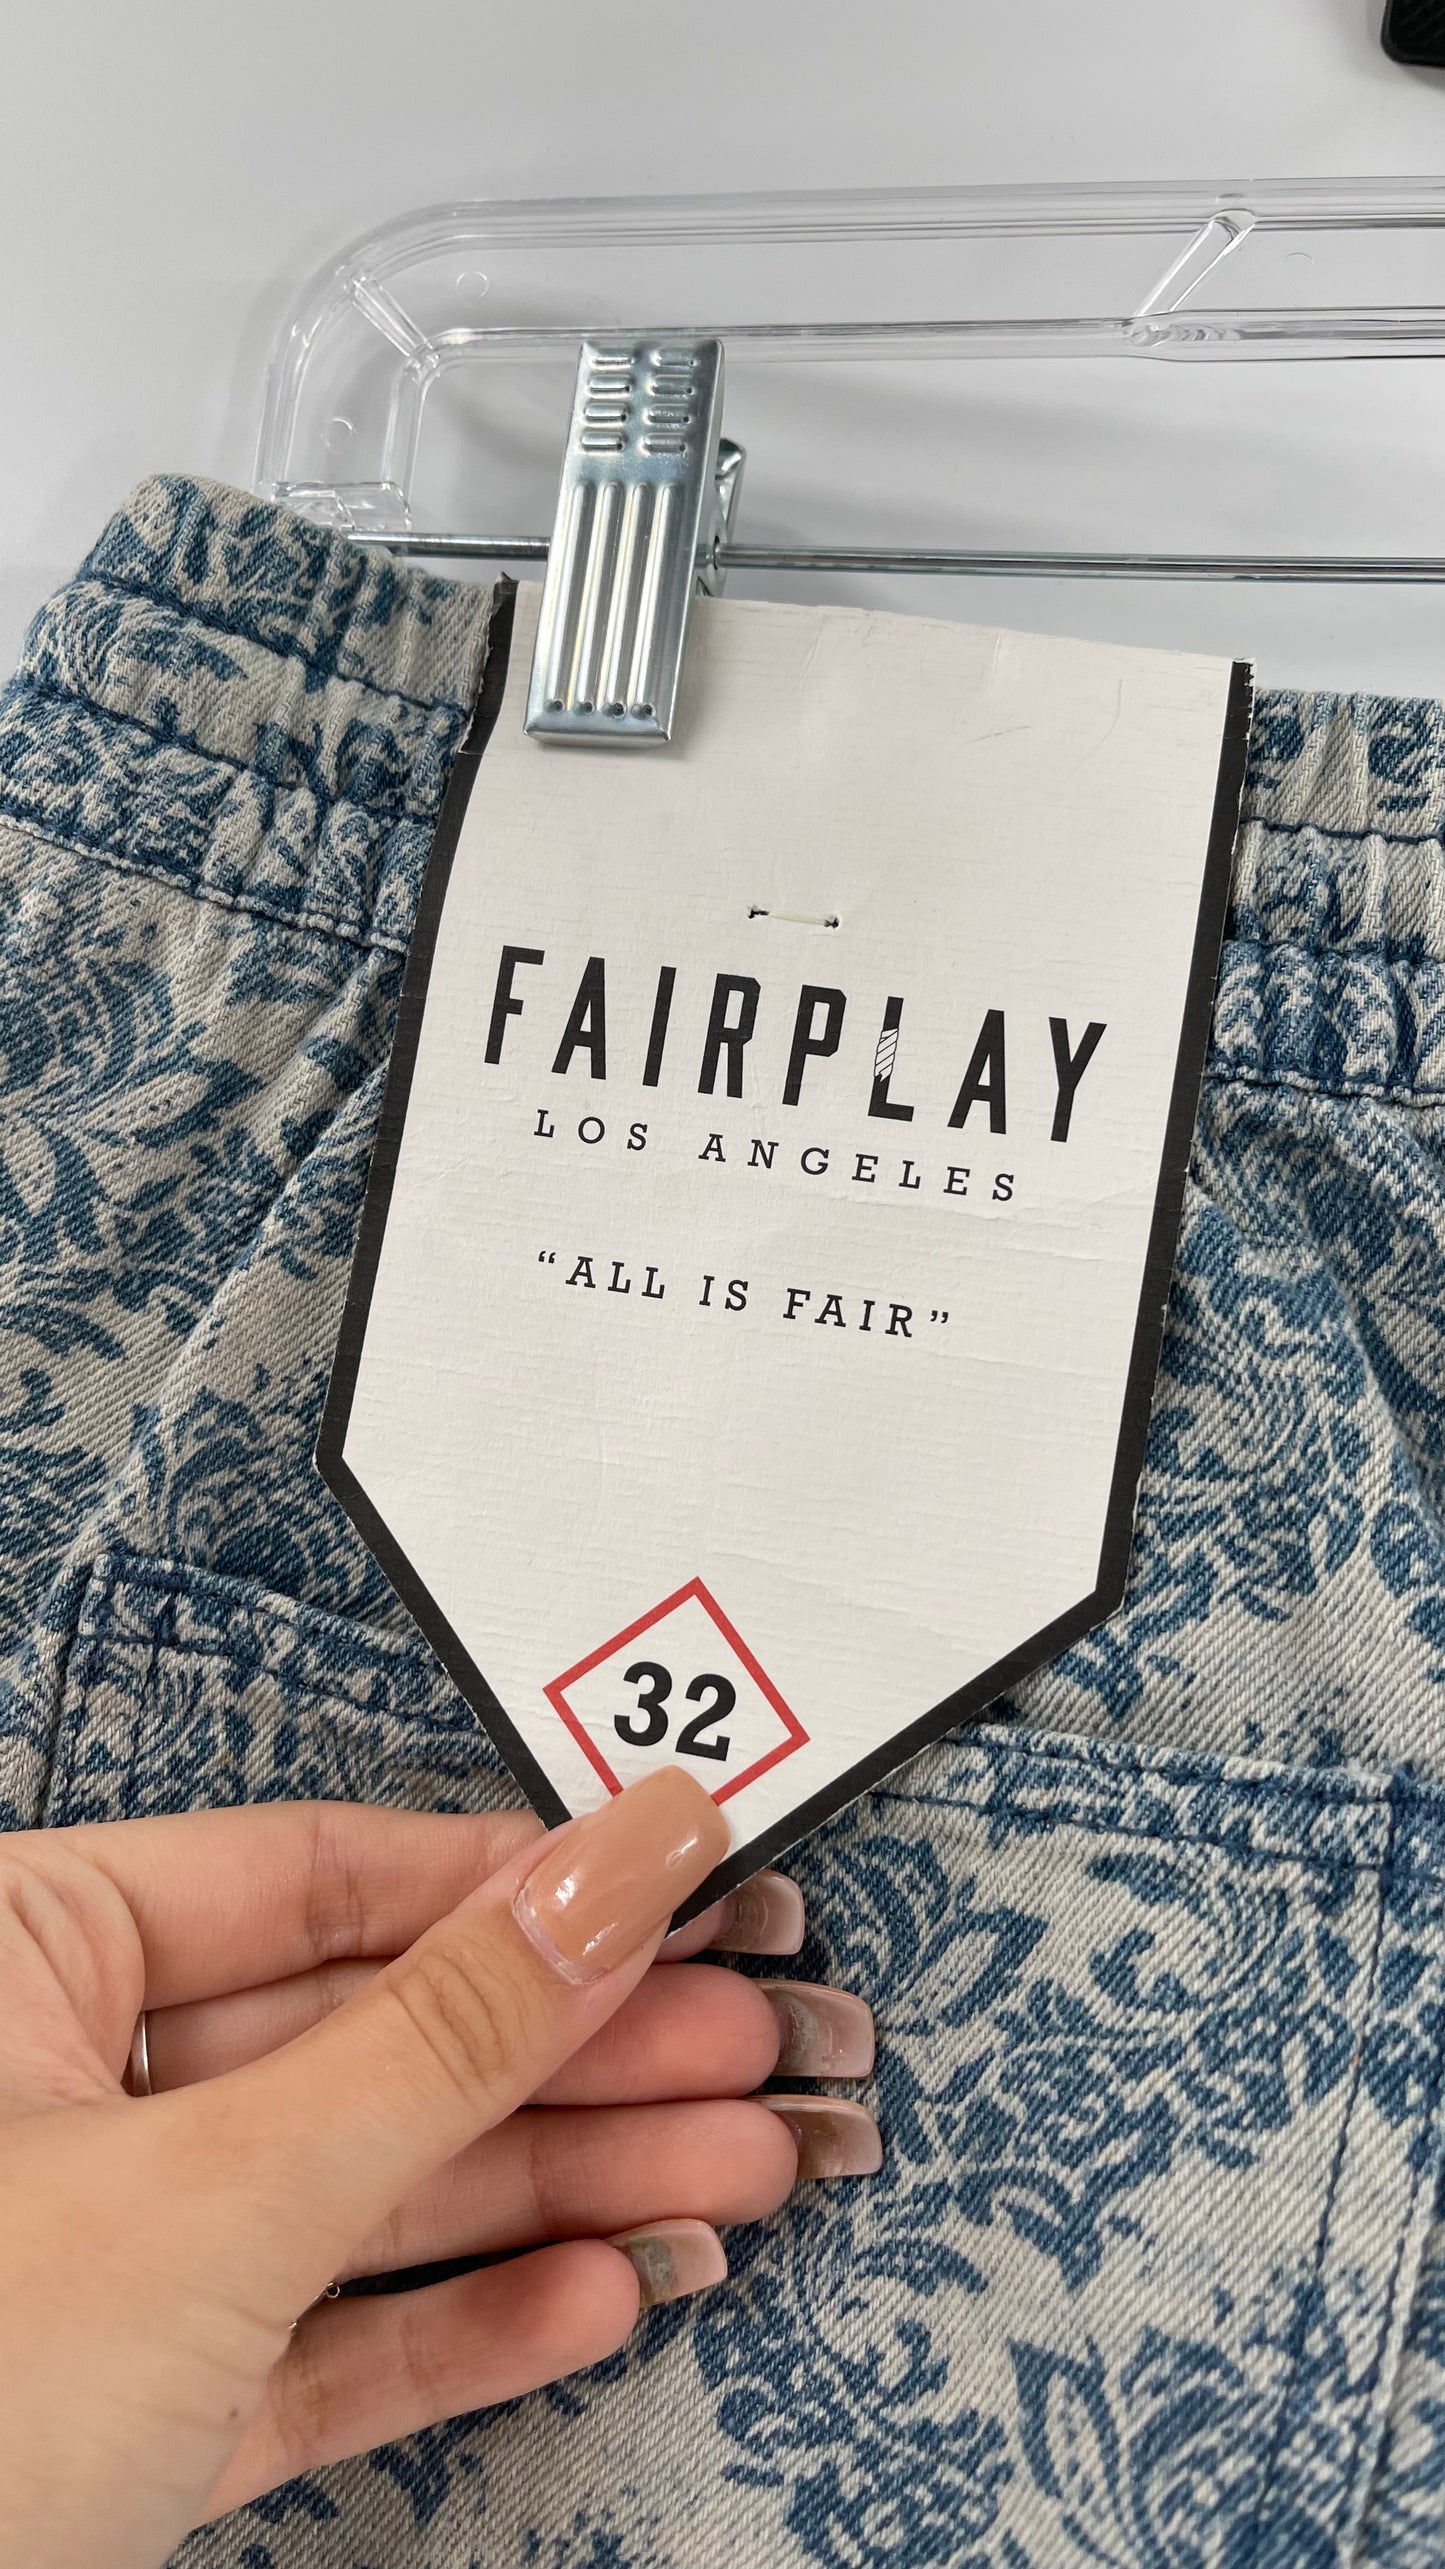 FAIRPLAY
LOS ANGELES
“ALL IS FAIR”
32